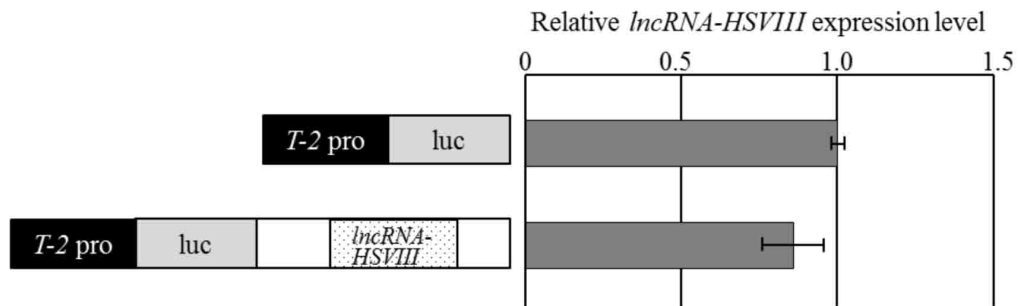 Relative lncRNA-HSVIII expression level
0 0.5 1.0 1.5
T-2 pro luc
T-2 pro luc lncRNA-
HSVIII